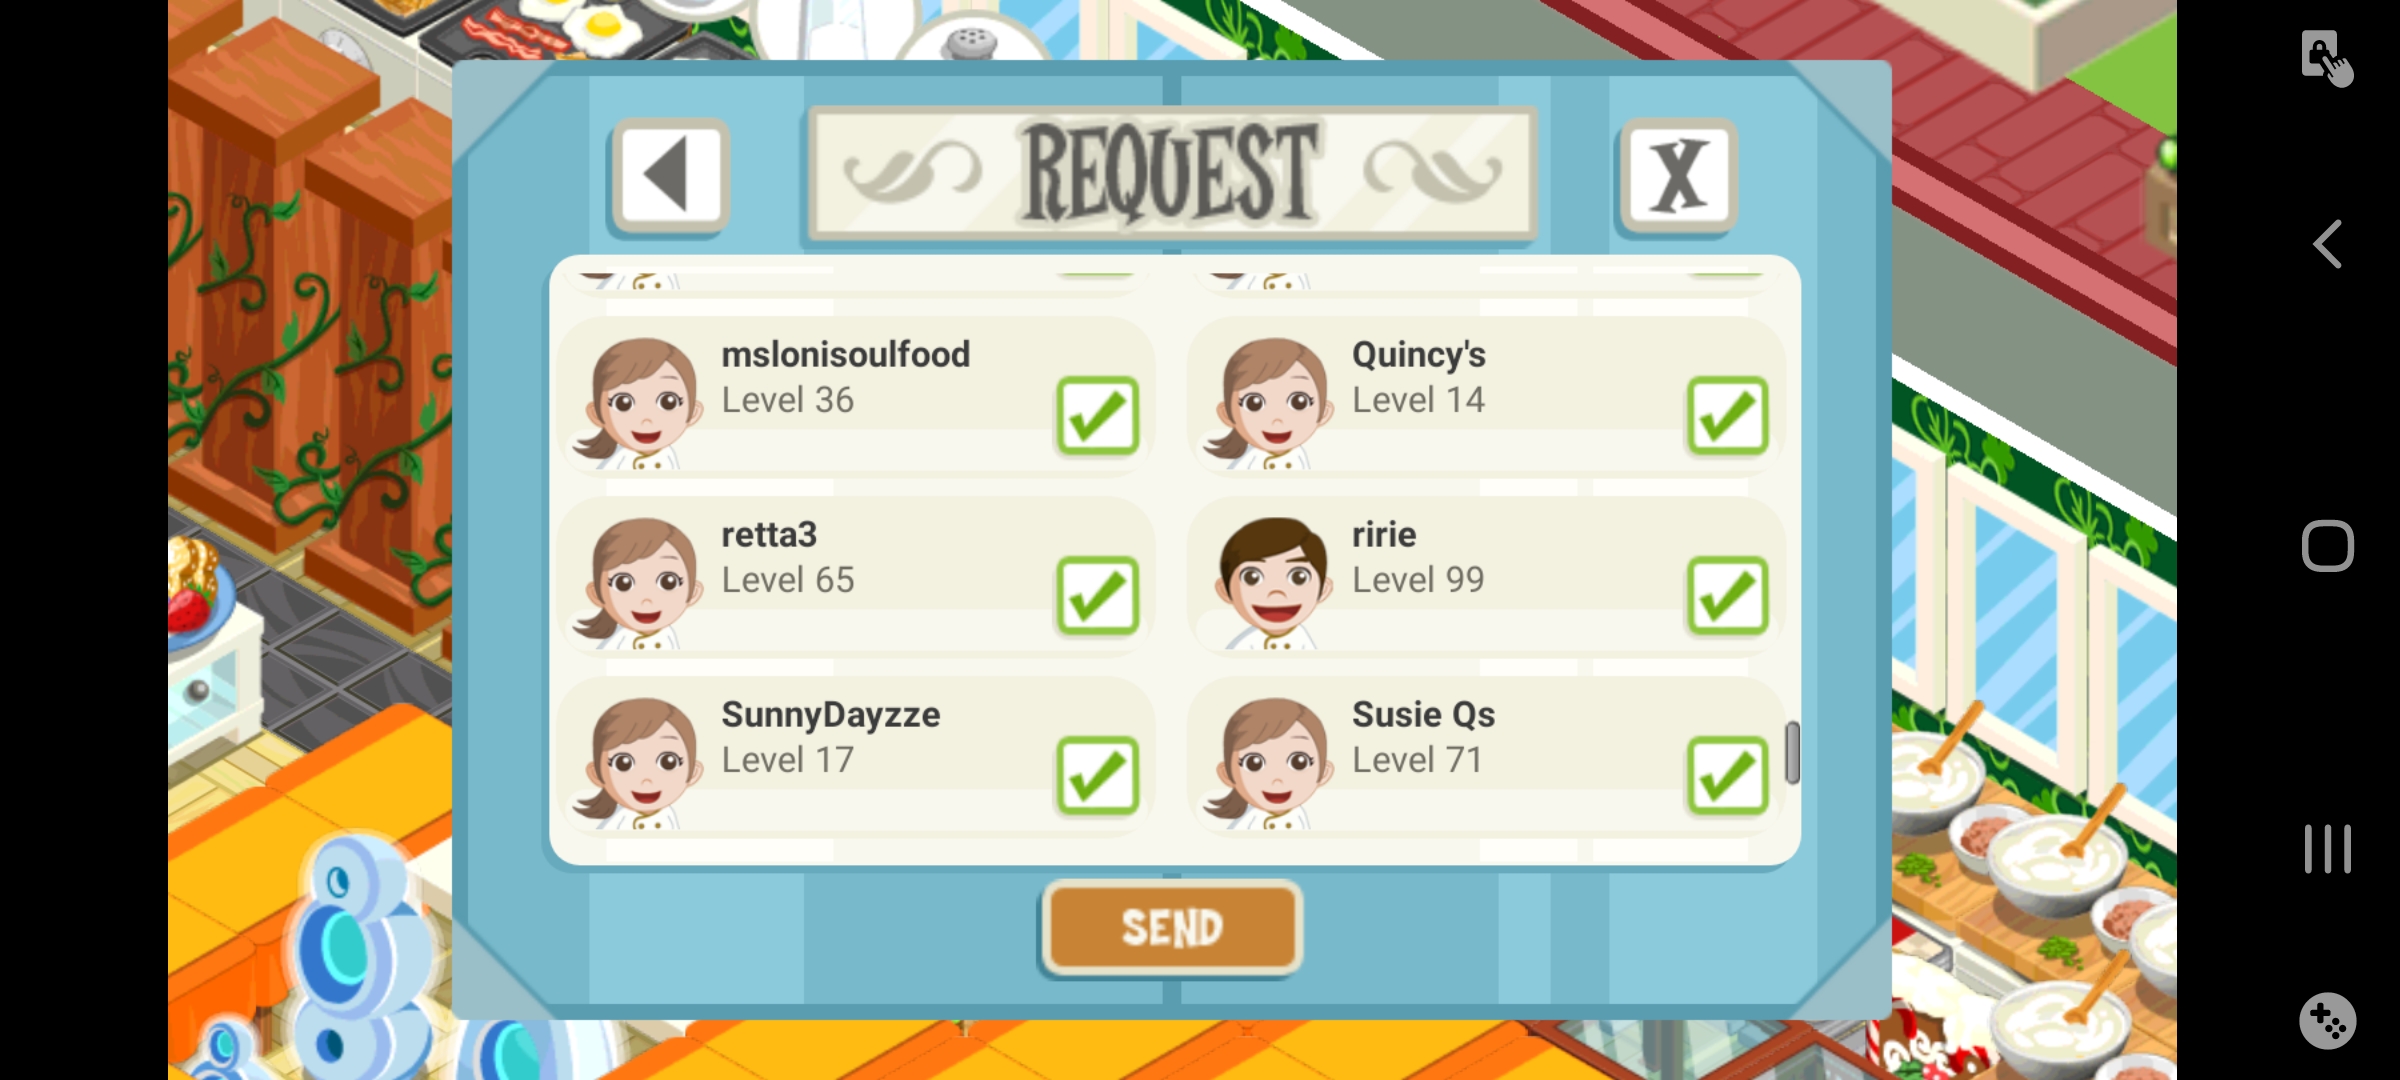 REQUEST
X
mslonisoulfood
Level 36
Quincy's
Level 14
retta3
Level 65
ririe
Level 99
SunnyDayzze
Level 17
Susie Qs
Level 71
SEND